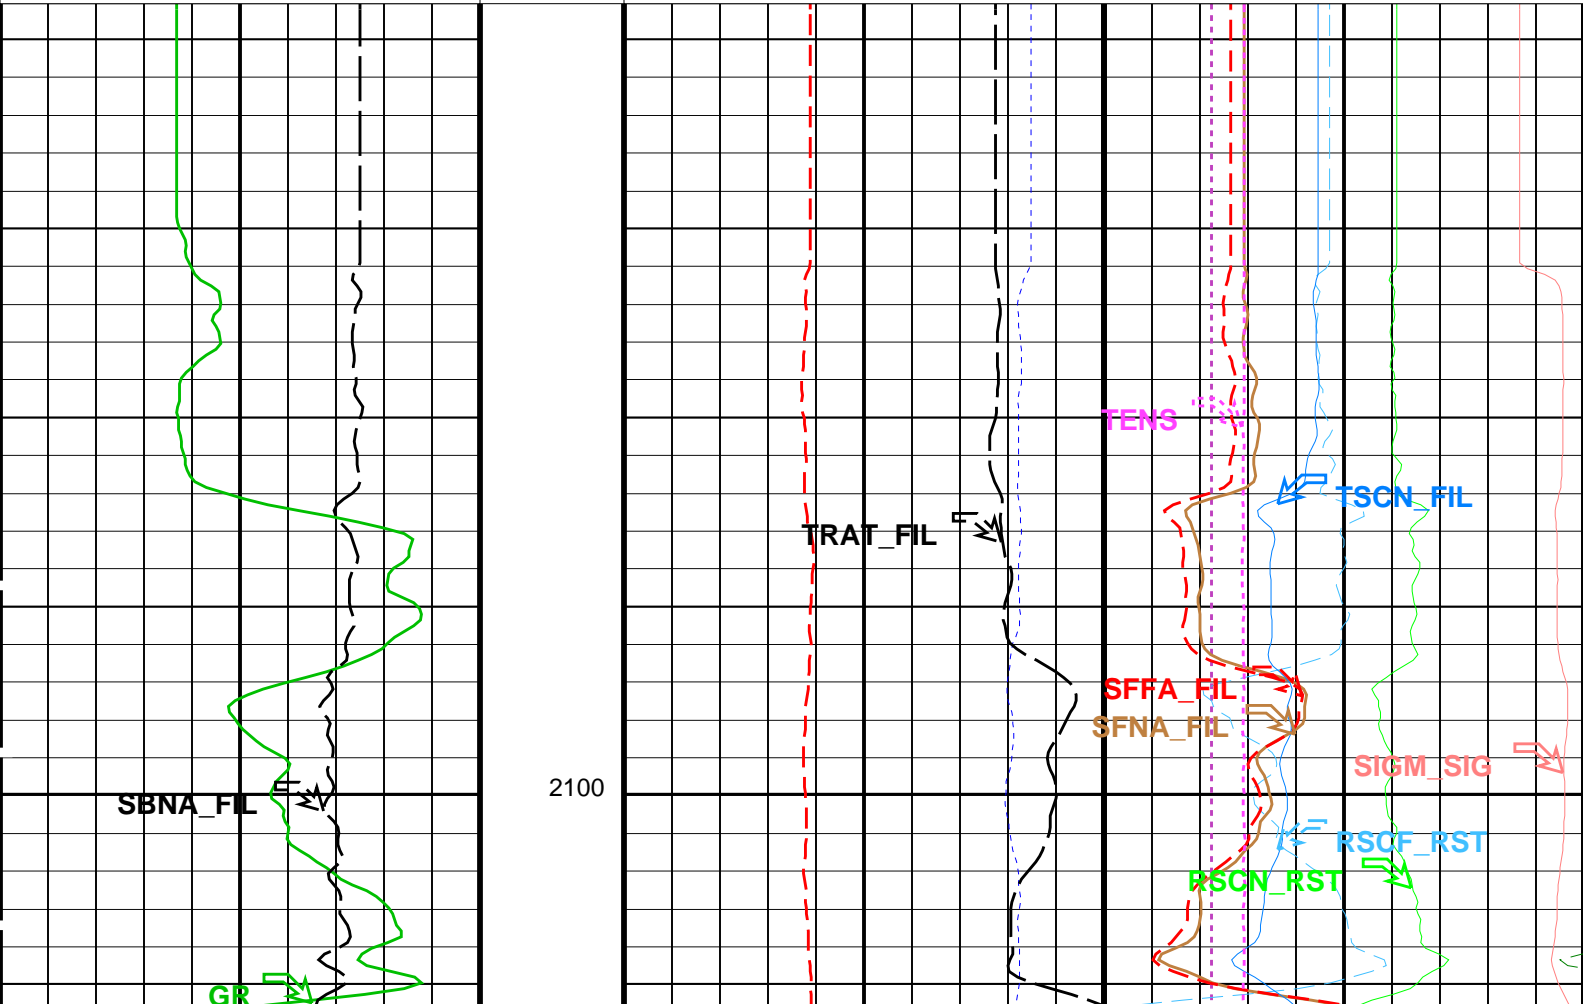 TENS
TSCN_FIL
TRAT_FIL
SFFA_FIL
SFNA_FIL
SIGM_SIG
2100
SBNA_FIL
RSCF_RST
RSCN_RST
GR